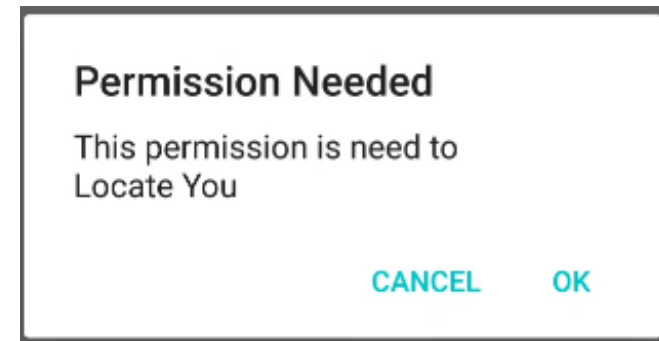 Permission Needed
This permission is need to
Locate You
CANCEL OK